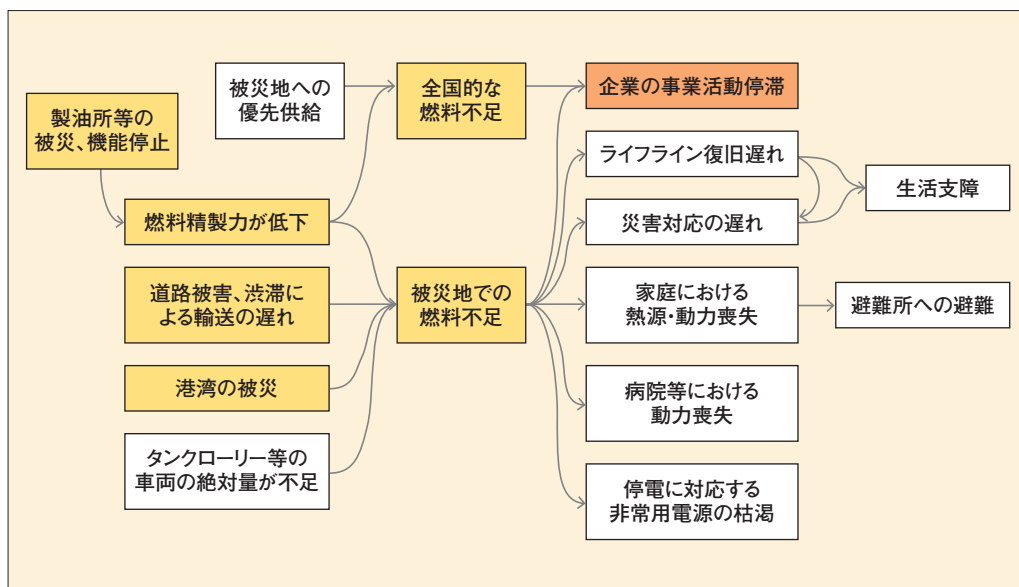 製油所等の
被災、機能停止
被災地への
優先供給
全国的な
燃料不足
企業の事業活動停滞
燃料精製力が低下
ライフライン復旧遅れ
生活支障
災害対応の遅れ
道路被害、渋滞に
よる輸送の遅れ
被災地での
燃料不足
家庭における
熱源・動力喪失
避難所への避難
港湾の被災
病院等における
動力喪失
タンクローリー等の
車両の絶対量が不足
停電に対応する
非常用電源の枯渇